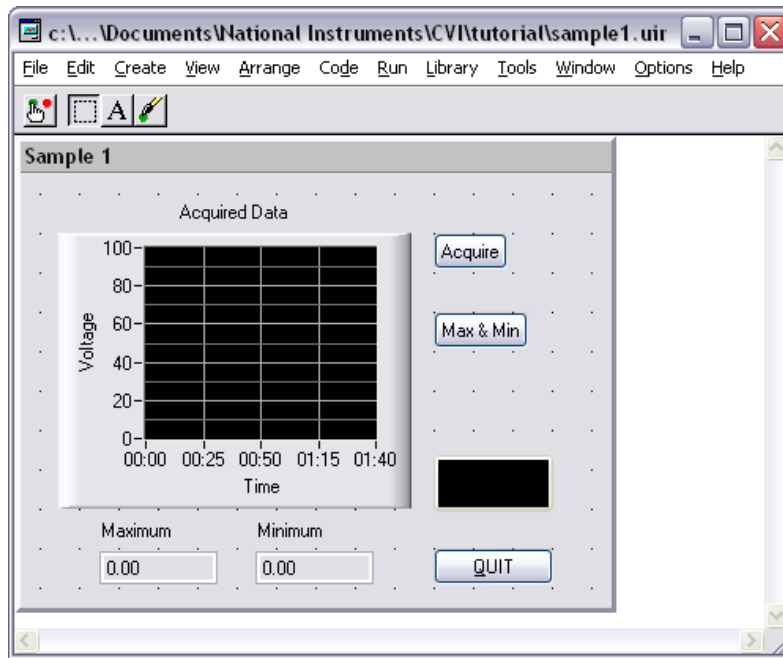 c:\...\Documents\National Instruments\CVI\tutorial\sample1.uir
File Edit Create View Arrange Code Run Library Tools Window Options Help
A
Sample 1
Acquired Data
100
80
60
40
20
0
Voltage
00:00 00:25 00:50 01:15 01:40
Time
Acquire
Max & Min
Maximum Minimum
0.00 0.00
QUIT